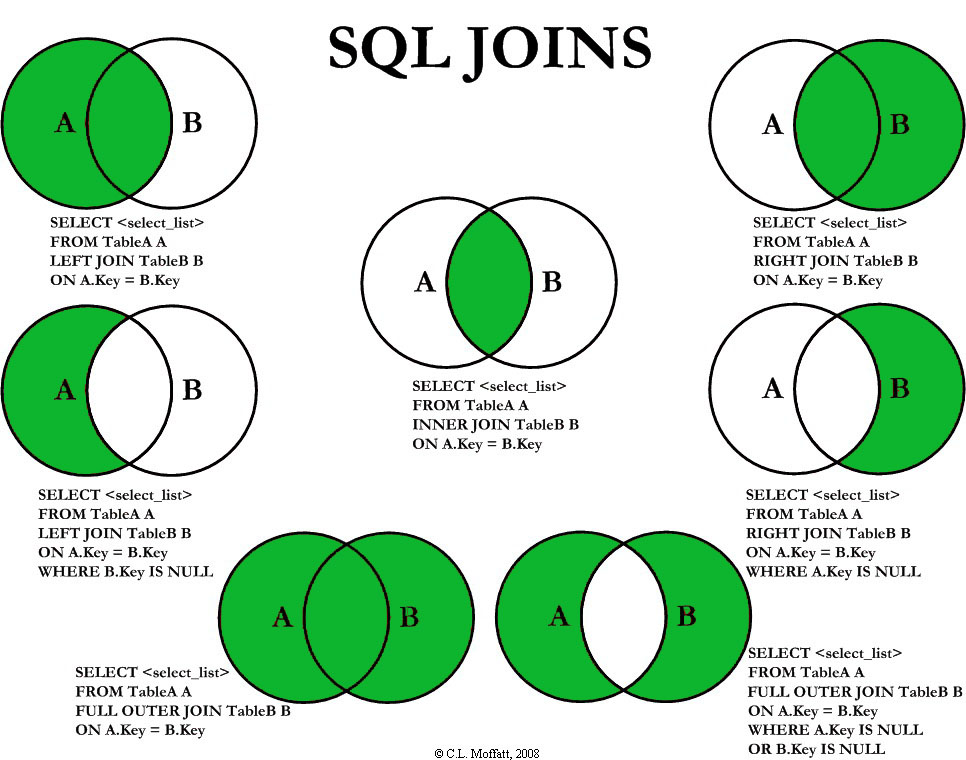 SQL JOINS
A B
SELECT <select_list>
FROM TableA A
LEFT JOIN TableB B
ON A.Key = B.Key
A B
SELECT <select_list>
FROM TableA A
RIGHT JOIN TableB B
ON A.Key = B.Key
A B
SELECT <select_list>
FROM TableA A
INNER JOIN TableB B
ON A.Key = B.Key
A B
SELECT <select_list>
FROM TableA A
LEFT JOIN TableB B
ON A.Key = B.Key
WHERE B.Key IS NULL
A B
SELECT <select_list>
FROM TableA A
RIGHT JOIN TableB B
ON A.Key = B.Key
WHERE A.Key IS NULL
A B
SELECT <select_list>
FROM TableA A
FULL OUTER JOIN TableB B
ON A.Key = B.Key
A B
SELECT <select_list>
FROM TableA A
FULL OUTER JOIN TableB B
ON A.Key = B.Key
WHERE A.Key IS NULL
OR B.Key IS NULL
© C.L. Moffatt, 2008